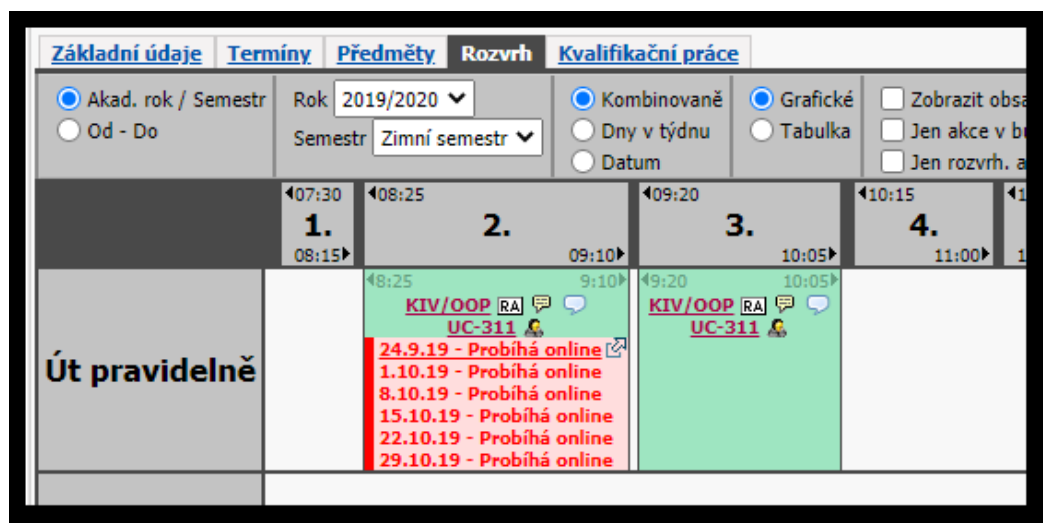 Základní údaje Termíny Předměty Rozvrh Kvalifikační práce
Akad. rok / Semestr
Od - Do
Rok 2019/2020
Semestr Zimní semestr
Kombinovaně
Dny v týdnu
Datum
Grafické
Tabulka
Zobrazit
Jen akce v
Jen rozvrh.
07:30
1.
08:15
08:25
2.
09:10
09:20
3.
10:05
10:15
4.
11:00
Út pravidelně
8:25 9:10
KIV/OOP RA
UC-311
24.9.19 - Probíhá online
1.10.19 - Probíhá online
8.10.19 - Probíhá online
15.10.19 - Probíhá online
22.10.19 - Probíhá online
29.10.19 - Probíhá online
9:20 10:05
KIV/OOP RA
UC-311